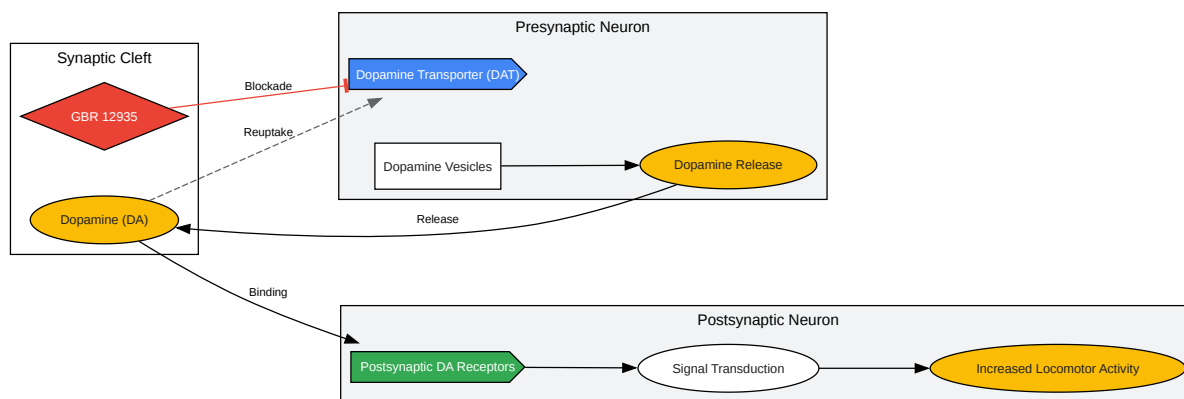 Presynaptic Neuron
Synaptic Cleft
Dopamine Transporter (DAT)
Blockade
GBR 12935
Reuptake
Dopamine Vesicles
Dopamine Release
Dopamine (DA)
Release
Binding
Postsynaptic Neuron
Postsynaptic DA Receptors
Signal Transduction
Increased Locomotor Activity